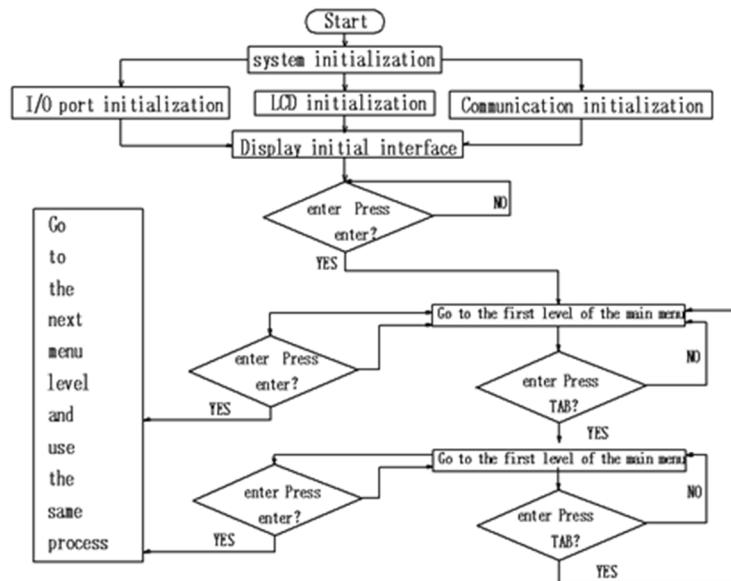 Start
system initialization
I/O port initialization
LCD initialization
Communication initialization
Display initial interface
enter Press
enter?
NO
YES
Go
to
the
next
menu
level
and
use
the
same
process
Go to the first level of the main menu
enter Press
enter?
YES
enter Press
TAB?
NO
YES
Go to the first level of the main menu
enter Press
enter?
YES
enter Press
TAB?
NO
YES